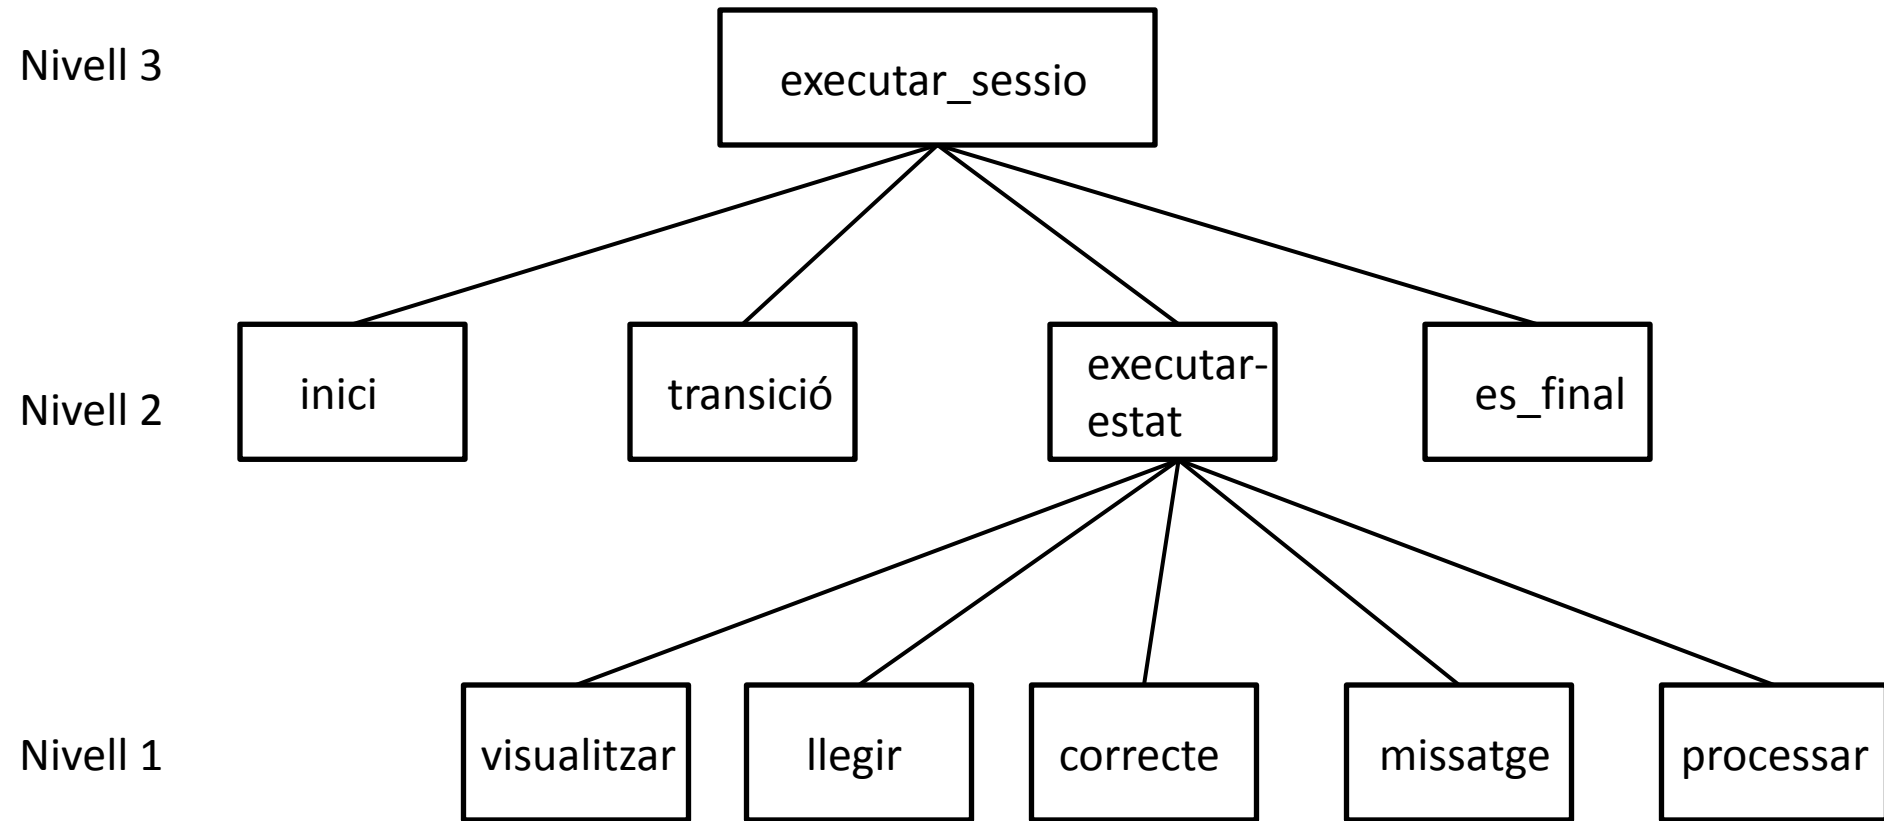 Nivell 3
executar_sessio
Nivell 2
inici
transició
executar-
estat
es_final
Nivell 1
visualitzar
llegir
correcte
missatge
processar